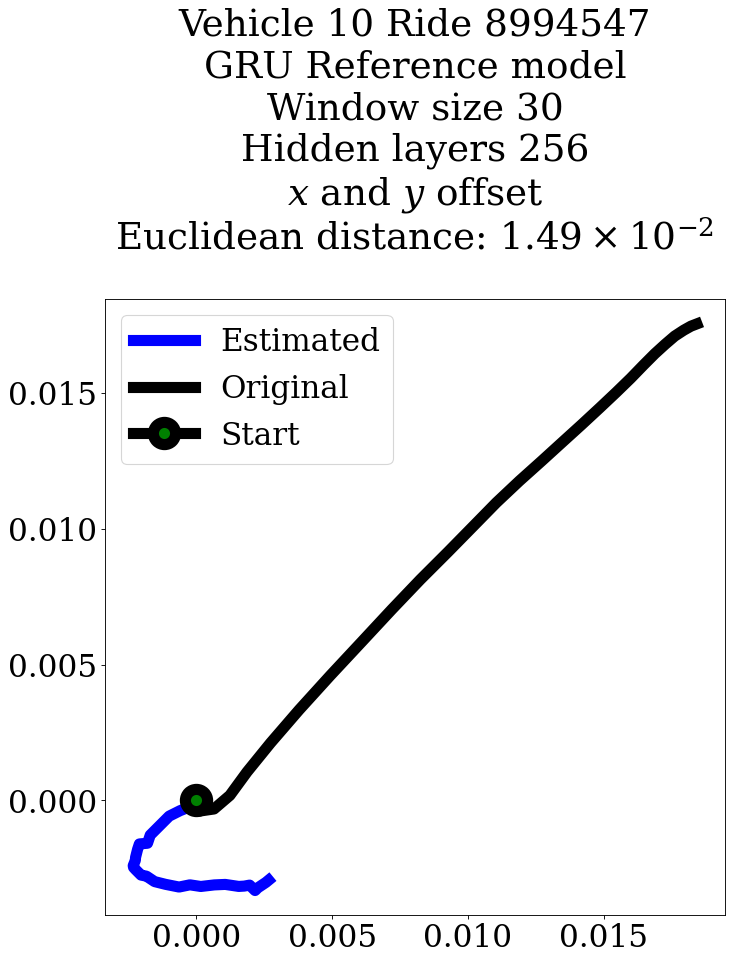 Vehicle 10 Ride 8994547
GRU Reference model
Window size 30
Hidden layers 256
x and y offset
Euclidean distance: 1.49 × 10⁻²
Estimated
Original
Start
0.015
0.010
0.005
0.000
0.000 0.005 0.010 0.015